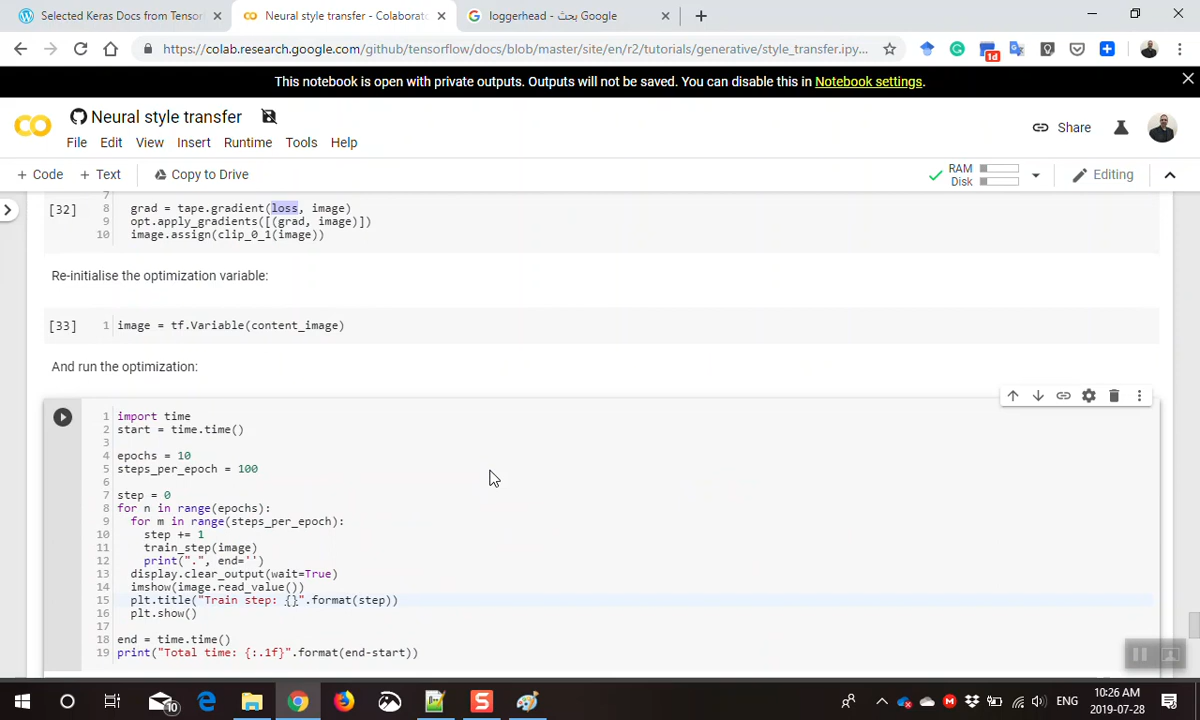 Selected Keras Docs from Tensor
Neural style transfer - Colaborato
loggerhead - بحث Google
https://colab.research.google.com/github/tensorflow/docs/blob/master/site/en/r2/tutorials/generative/style_transfer.ipy...
1d
This notebook is open with private outputs. Outputs will not be saved. You can disable this in Notebook settings.
Neural style transfer
File Edit View Insert Runtime Tools Help
Share
+ Code + Text Copy to Drive
RAM
Disk
Editing
7
[32] 8 grad = tape.gradient(loss, image)
9 opt.apply_gradients([(grad, image)])
10 image.assign(clip_0_1(image))
Re-initialise the optimization variable:
[33] 1 image = tf.Variable(content_image)
And run the optimization:
1 import time
2 start = time.time()
3
4 epochs = 10
5 steps_per_epoch = 100
6
7 step = 0
8 for n in range(epochs):
9 for m in range(steps_per_epoch):
10 step += 1
11 train_step(image)
12 print(".", end='')
13 display.clear_output(wait=True)
14 imshow(image.read_value())
15 plt.title("Train step: {}".format(step))
16 plt.show()
17
18 end = time.time()
19 print("Total time: {:.1f}".format(end-start))
10
ENG
10:26 AM
2019-07-28